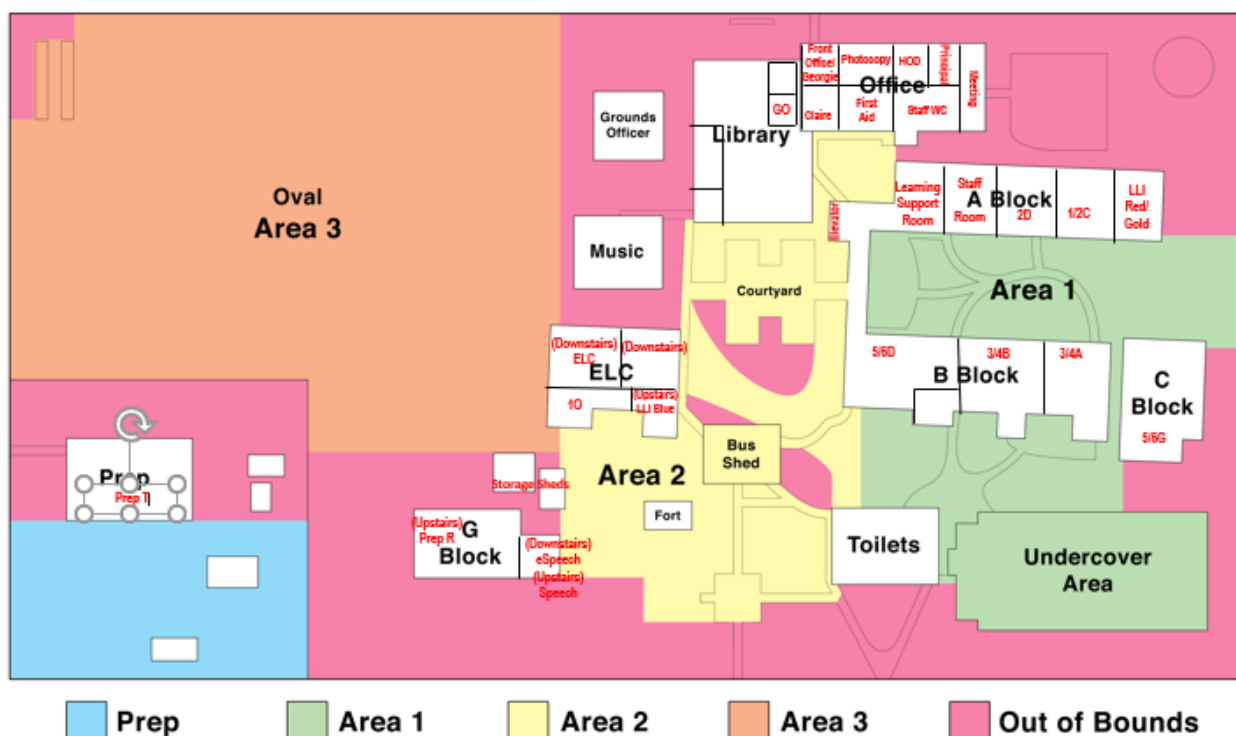 Front
Office/
Georgie
Photosopy
HOD
Principal
Meeting
Office
GO
Claire
First
Aid
Staff WC
Grounds
Officer
Library
Oval
Area 3
Learning
Support
Room
Staff
Room
A Block
2D
1/2C
LLI
Red/
Gold
Elevator
Music
Courtyard
Area 1
(Downstairs)
ELC
(Downstairs)
ELC
1O
(Upstairs)
LLI Blue
5/6D
3/4B
3/4A
B Block
C
Block
5/6G
Bus
Shed
Area 2
Storage Sheds
Fort
Prep
Prep T
(Upstairs)
Prep R
G
Block
(Downstairs)
eSpeech
(Upstairs)
Speech
Toilets
Undercover
Area
Prep
Area 1
Area 2
Area 3
Out of Bounds